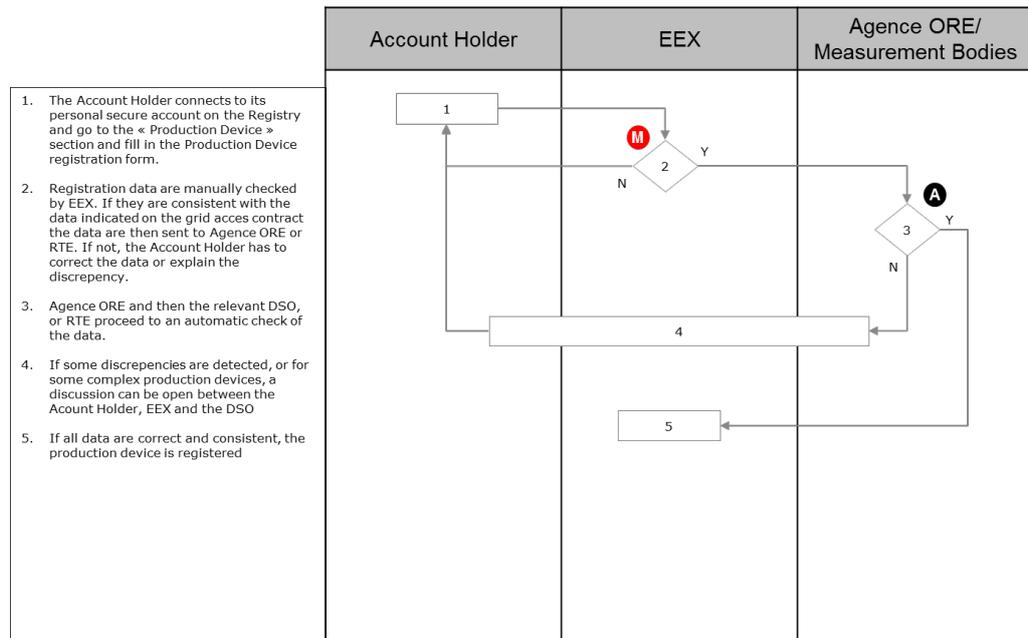 Account Holder
EEX
Agence ORE/
Measurement Bodies
1. The Account Holder connects to its
personal secure account on the Registry
and go to the « Production Device »
section and fill in the Production Device
registration form.
2. Registration data are manually checked
by EEX. If they are consistent with the
data indicated on the grid acces contract
the data are then sent to Agence ORE or
RTE. If not, the Account Holder has to
correct the data or explain the
discrepency.
3. Agence ORE and then the relevant DSO,
or RTE proceed to an automatic check of
the data.
4. If some discrepencies are detected, or for
some complex production devices, a
discussion can be open between the
Acount Holder, EEX and the DSO
5. If all data are correct and consistent, the
production device is registered
1
M
2
Y
N
A
3
Y
N
4
5